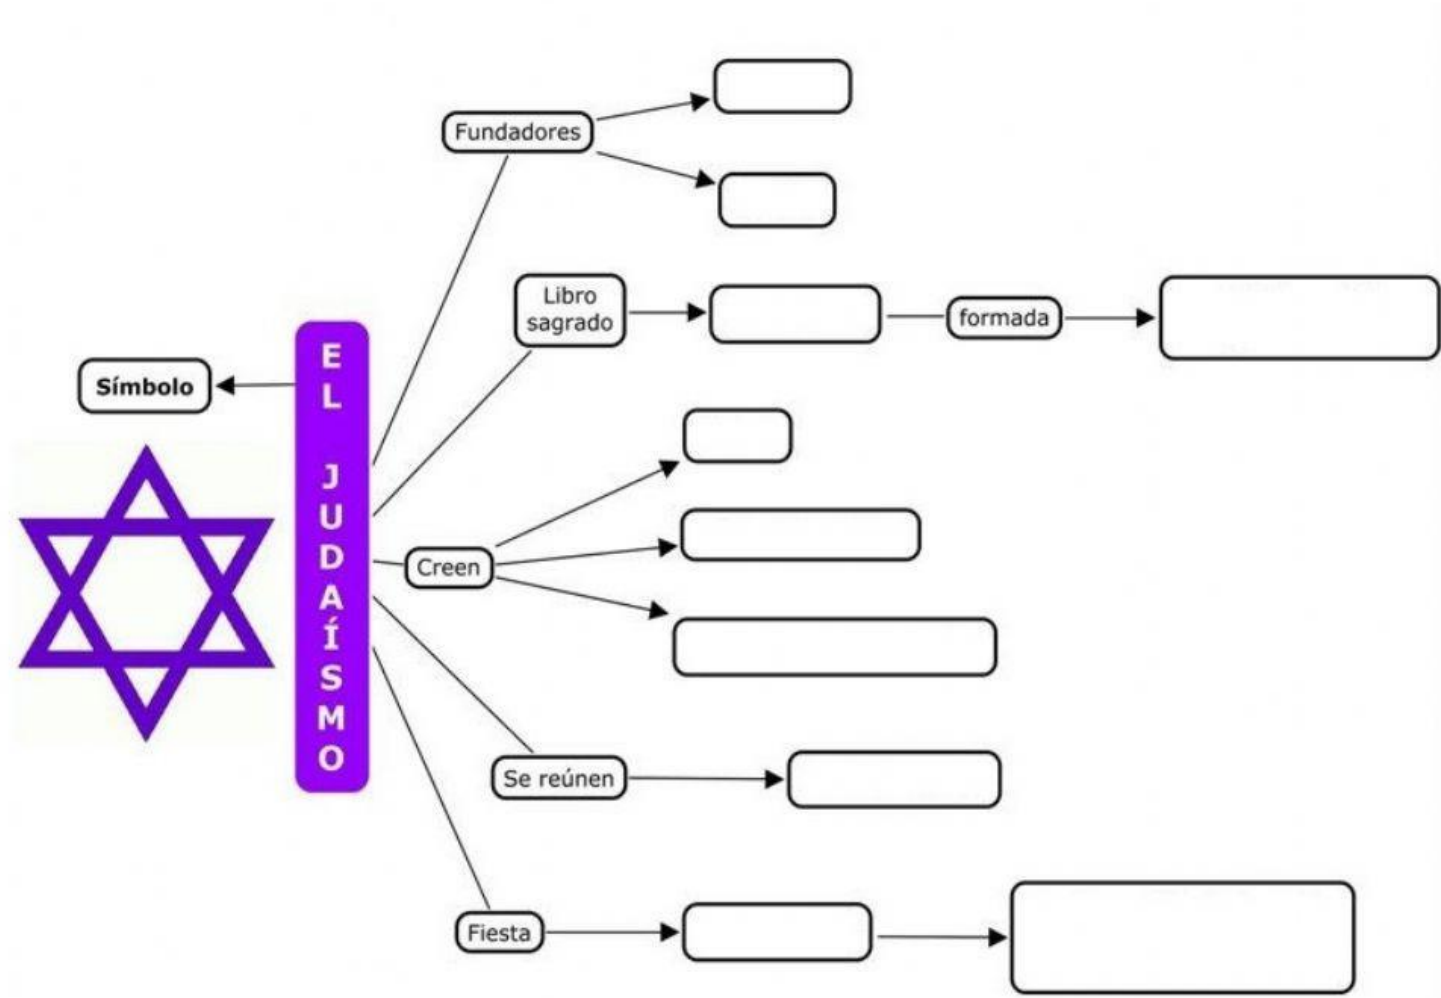 Fundadores
Libro
sagrado
formada
Símbolo
EL JUDAÍSMO
Creen
Se reúnen
Fiesta